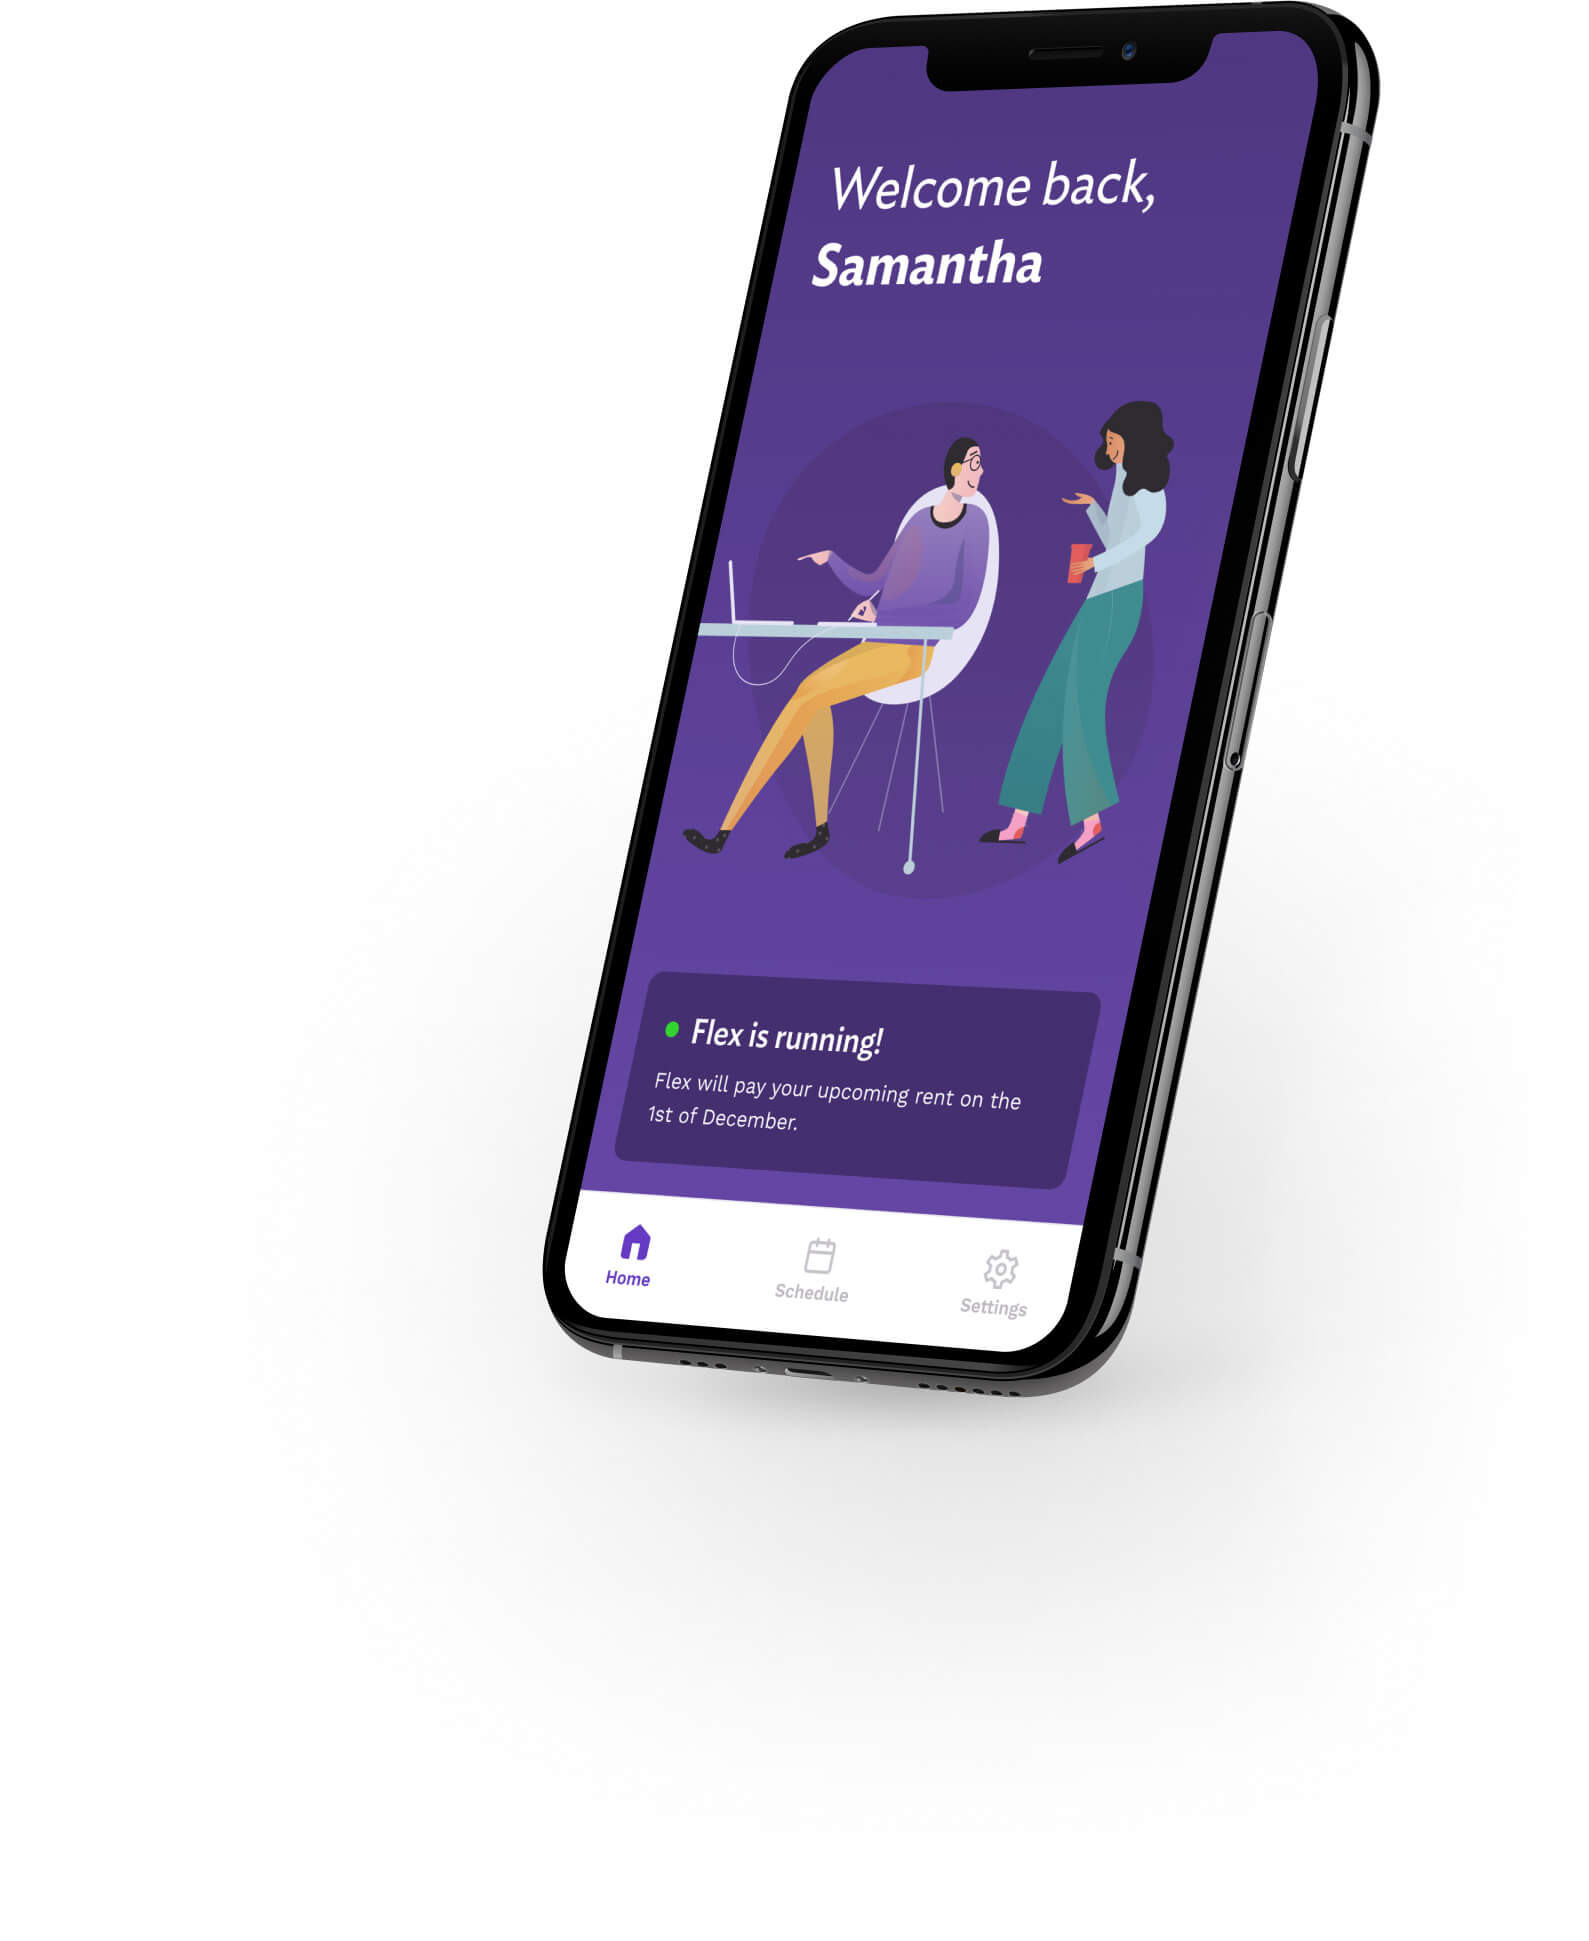 Welcome back,
Samantha
Flex is running!
Flex will pay your upcoming rent on the
1st of December.
Home
Schedule
Settings